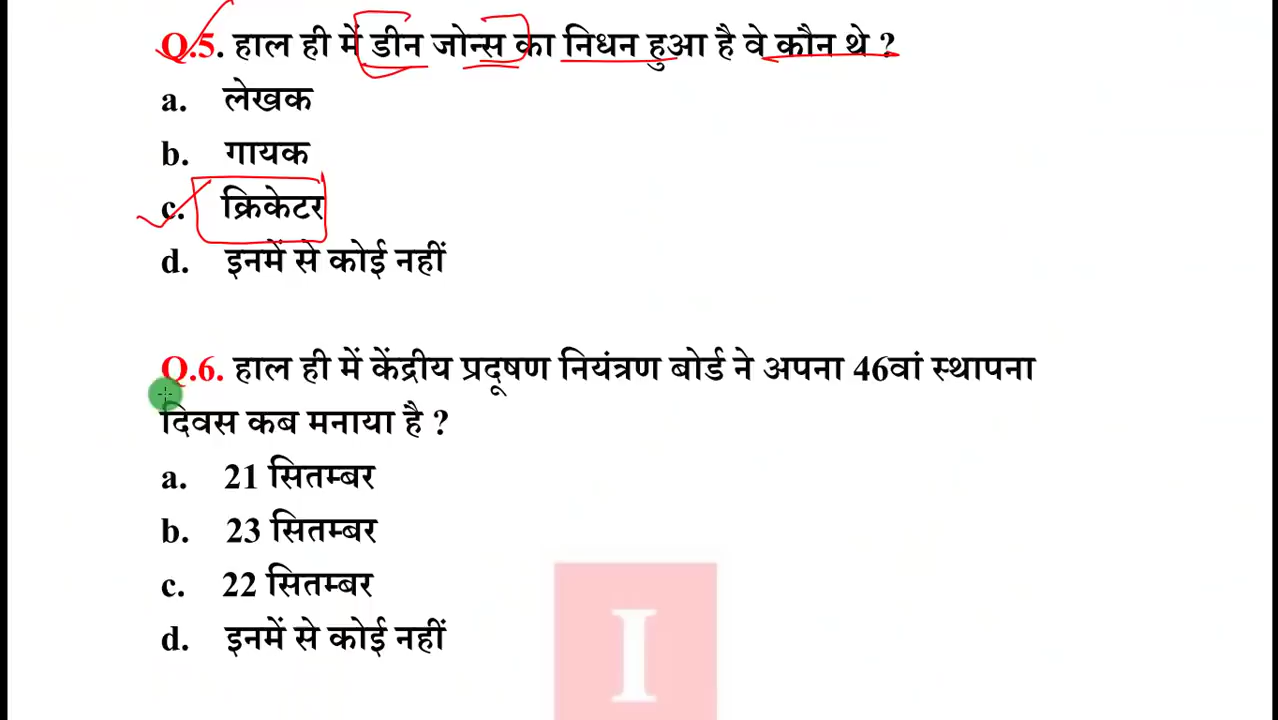 Q.5. हाल ही में डीन जोन्स का निधन हुआ है वे कौन थे ?
a. लेखक
b. गायक
c. क्रिकेटर
d. इनमें से कोई नहीं
Q.6. हाल ही में केंद्रीय प्रदूषण नियंत्रण बोर्ड ने अपना 46वां स्थापना
दिवस कब मनाया है ?
a. 21 सितम्बर
b. 23 सितम्बर
c. 22 सितम्बर
d. इनमें से कोई नहीं
I